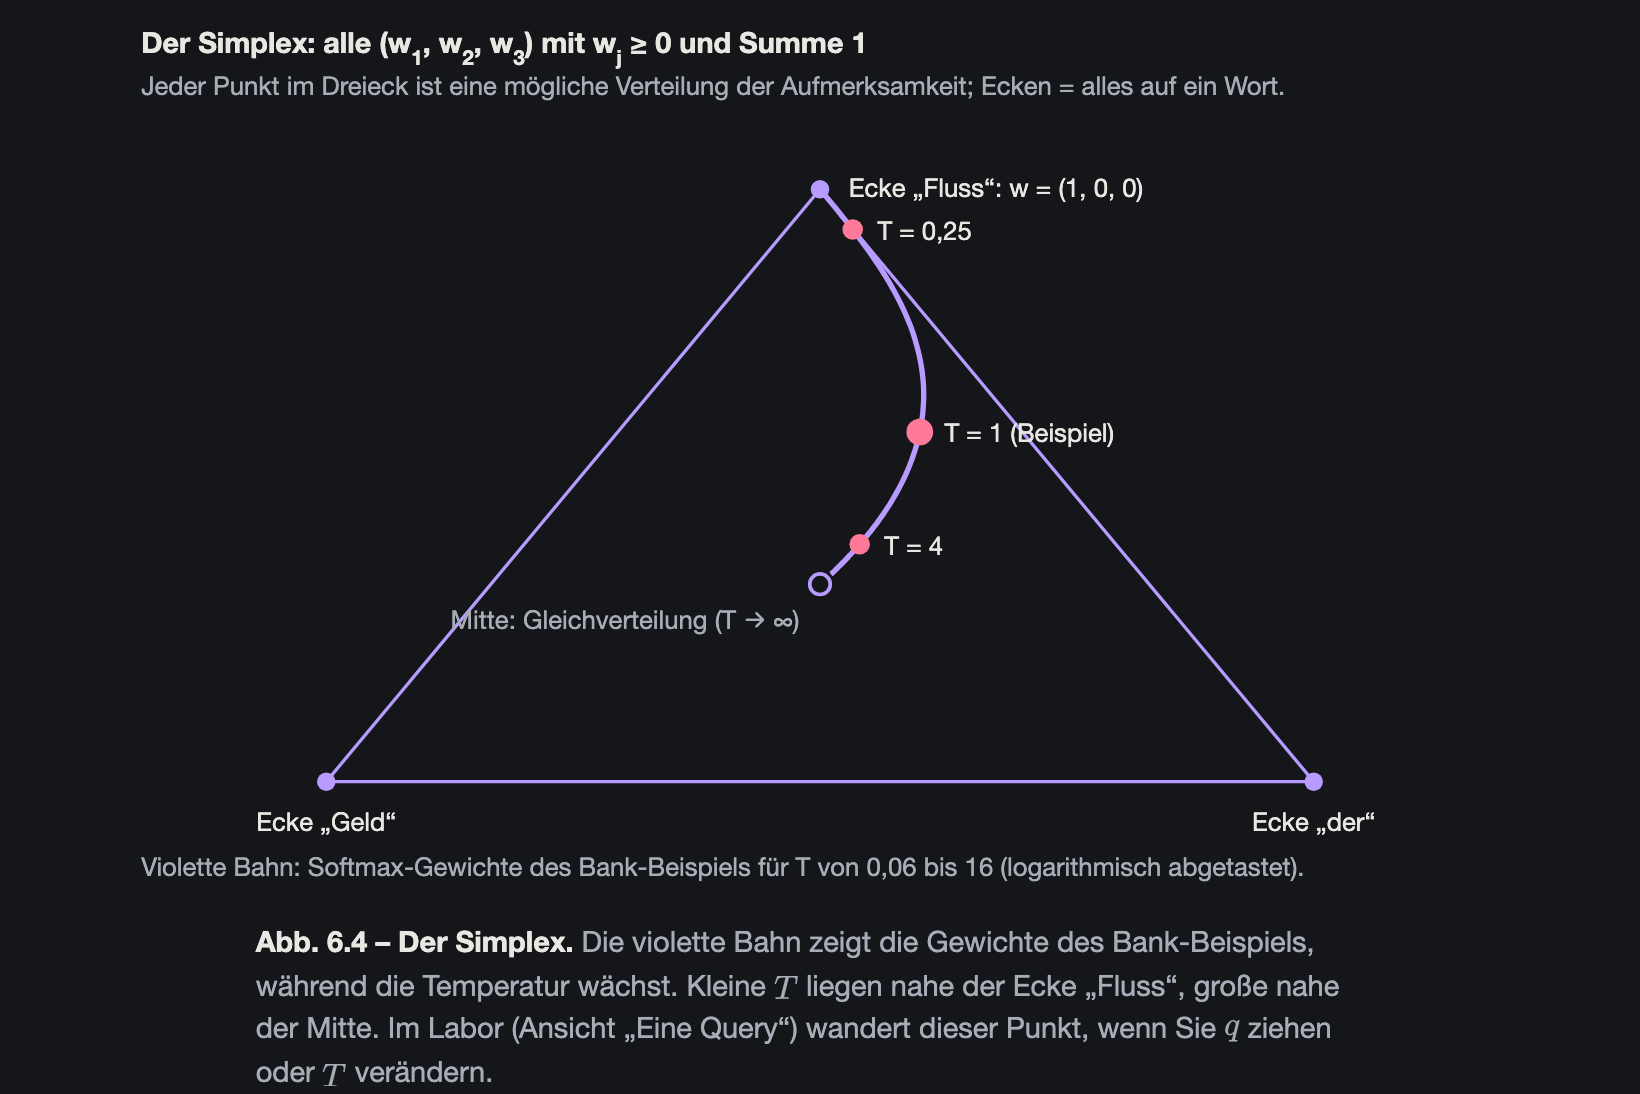 Der Simplex: alle (w₁, w₂, w₃) mit wⱼ ≥ 0 und Summe 1
Jeder Punkt im Dreieck ist eine mögliche Verteilung der Aufmerksamkeit; Ecken = alles auf ein Wort.
Ecke „Fluss“: w = (1, 0, 0)
T = 0,25
T = 1 (Beispiel)
T = 4
Mitte: Gleichverteilung (T → ∞)
Ecke „Geld“
Ecke „der“
Violette Bahn: Softmax-Gewichte des Bank-Beispiels für T von 0,06 bis 16 (logarithmisch abgetastet).
Abb. 6.4 – Der Simplex. Die violette Bahn zeigt die Gewichte des Bank-Beispiels,
während die Temperatur wächst. Kleine T liegen nahe der Ecke „Fluss“, große nahe
der Mitte. Im Labor (Ansicht „Eine Query“) wandert dieser Punkt, wenn Sie q ziehen
oder T verändern.